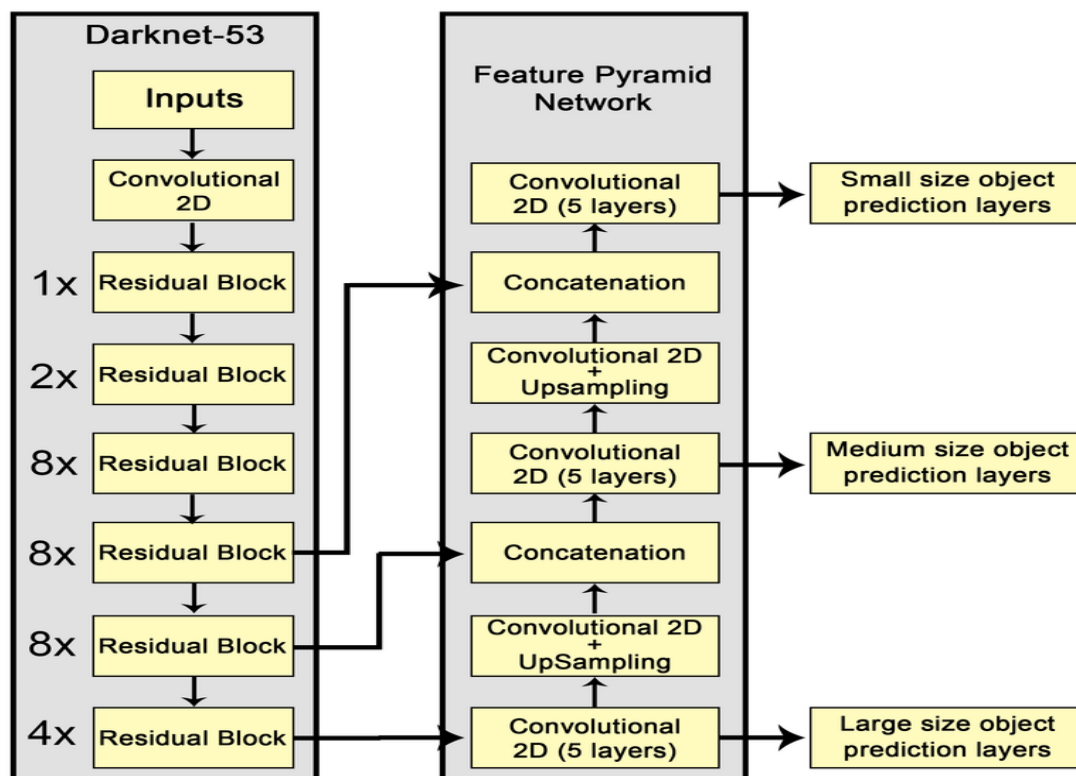 Darknet-53
Inputs
Convolutional
2D
1x
Residual Block
2x
Residual Block
8x
Residual Block
8x
Residual Block
8x
Residual Block
4x
Residual Block
Feature Pyramid
Network
Convolutional
2D (5 layers)
Concatenation
Convolutional 2D
+
Upsampling
Convolutional
2D (5 layers)
Concatenation
Convolutional 2D
+
UpSampling
Convolutional
2D (5 layers)
Small size object
prediction layers
Medium size object
prediction layers
Large size object
prediction layers